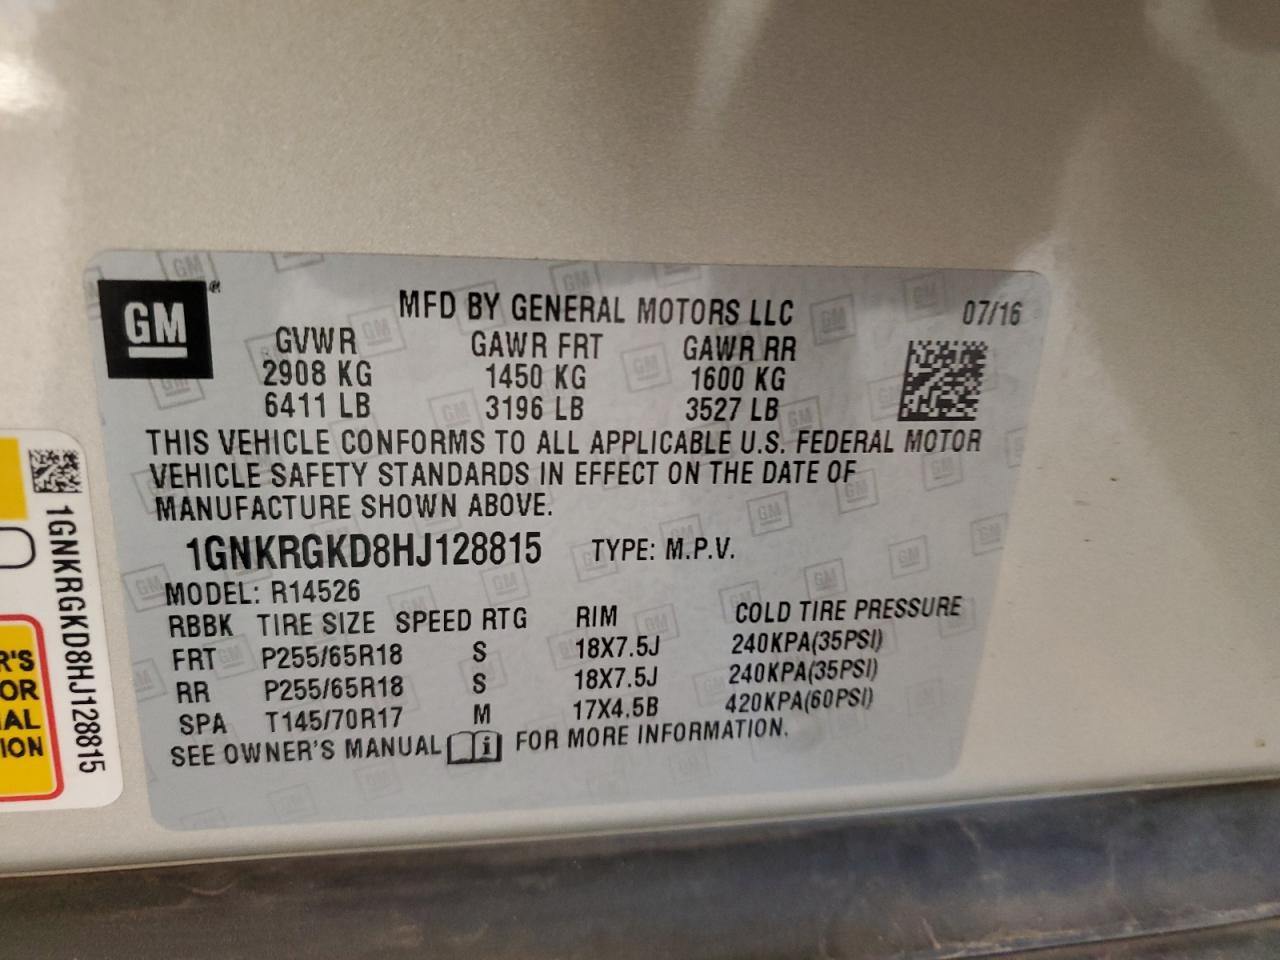 GM
MFD BY GENERAL MOTORS LLC 07/16
GVWR GAWR FRT GAWR RR
2908 KG 1450 KG 1600 KG
6411 LB 3196 LB 3527 LB
THIS VEHICLE CONFORMS TO ALL APPLICABLE U.S. FEDERAL MOTOR
VEHICLE SAFETY STANDARDS IN EFFECT ON THE DATE OF
MANUFACTURE SHOWN ABOVE.
1GNKRGKD8HJ128815 TYPE: M.P.V.
MODEL: R14526
RBBK TIRE SIZE SPEED RTG RIM COLD TIRE PRESSURE
FRT P255/65R18 S 18X7.5J 240KPA(35PSI)
RR P255/65R18 S 18X7.5J 240KPA(35PSI)
SPA T145/70R17 M 17X4.5B 420KPA(60PSI)
SEE OWNER'S MANUAL i FOR MORE INFORMATION.
1GNKRGKD8HJ128815
R'S
OR
IAL
ION